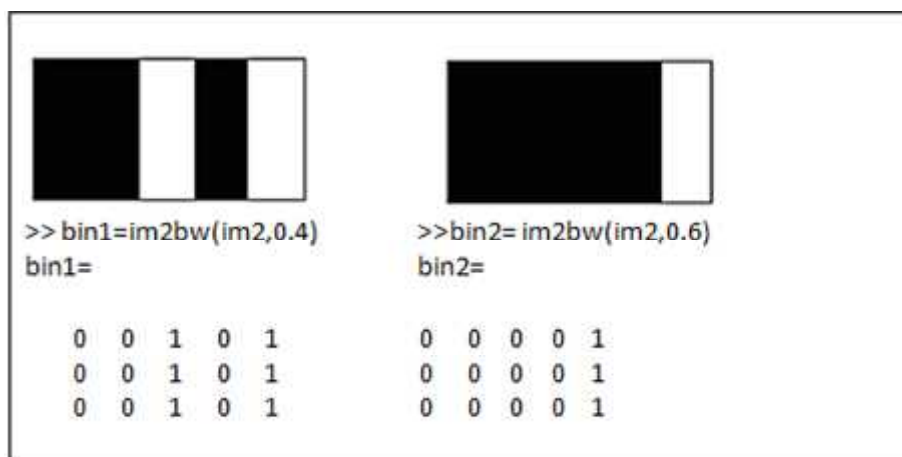 >> bin1=im2bw(im2,0.4)
bin1=
0 0 1 0 1
0 0 1 0 1
0 0 1 0 1
>>bin2= im2bw(im2,0.6)
bin2=
0 0 0 0 1
0 0 0 0 1
0 0 0 0 1